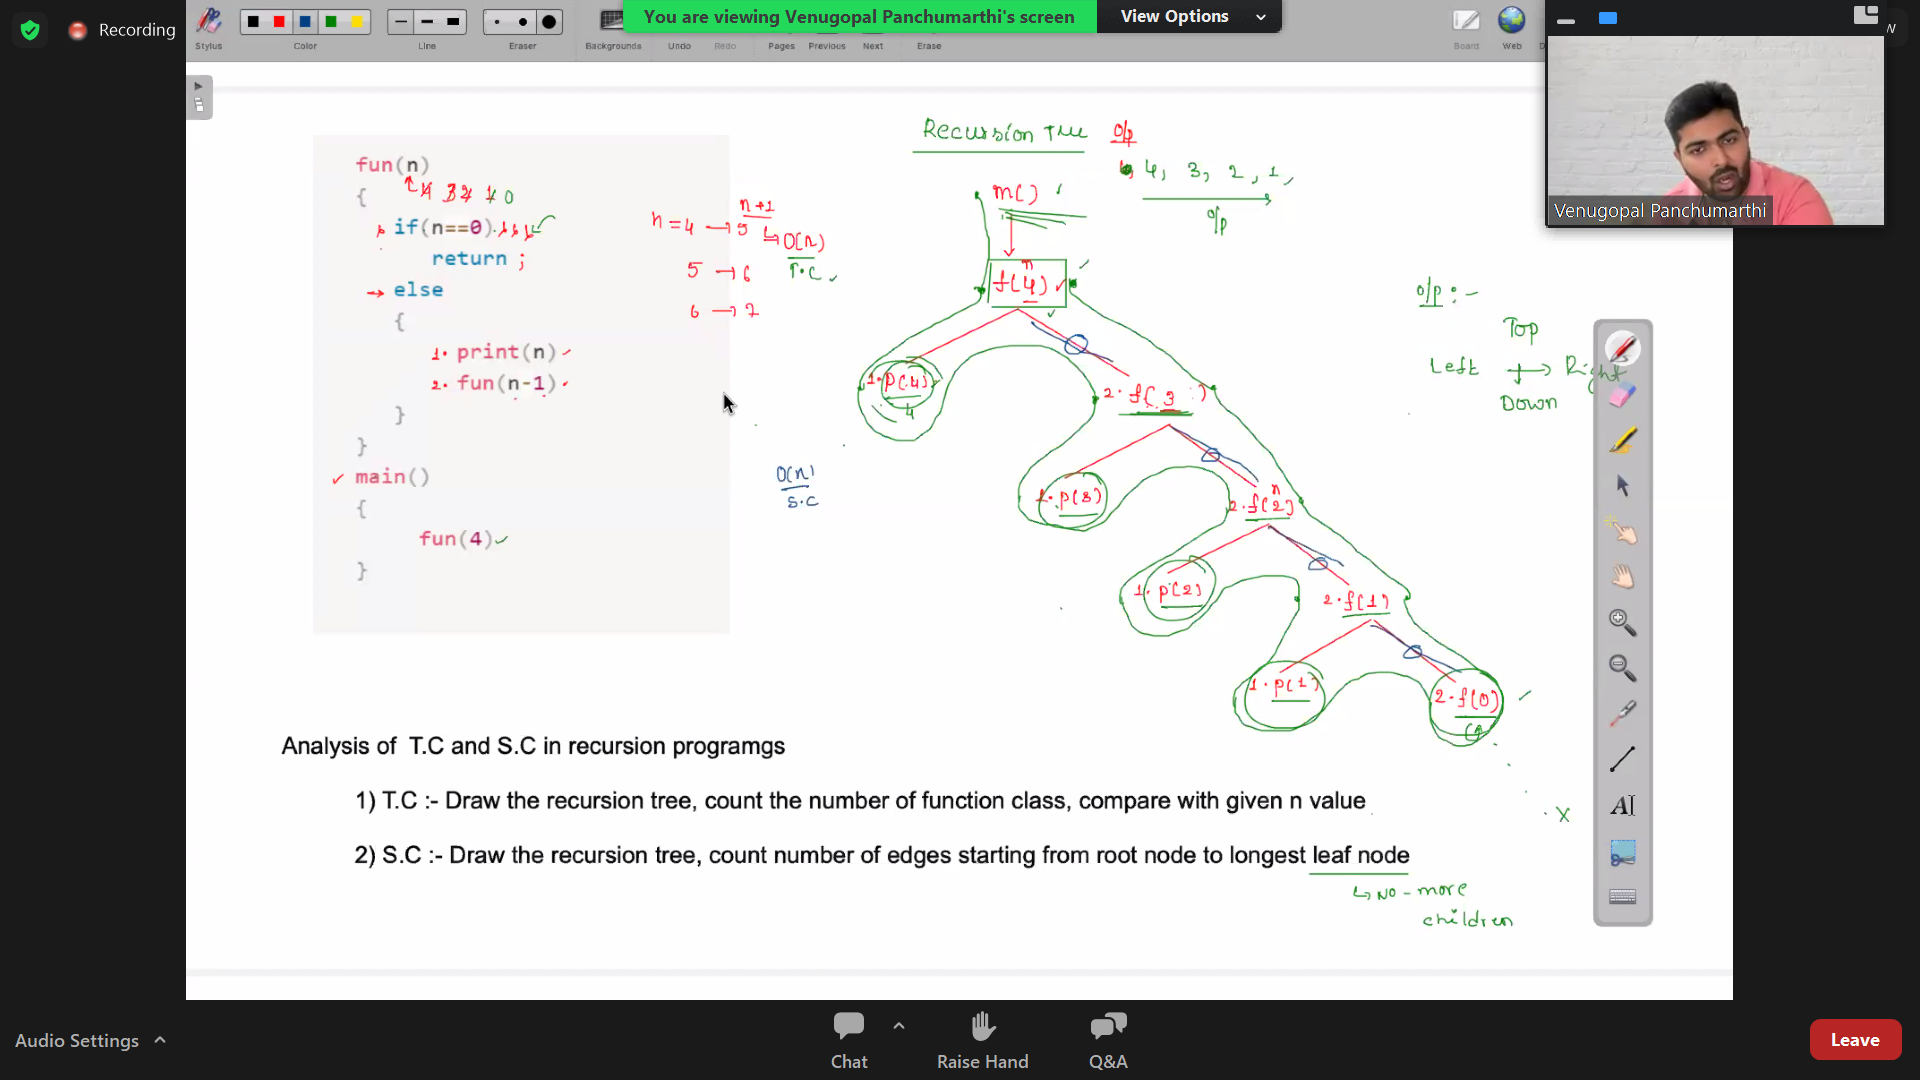 Recording
You are viewing Venugopal Panchumarthi's screen
View Options
Stylus
Color
Line
Eraser
Backgrounds
Undo
Redo
Pages
Previous
Next
Erase
Board
Web
Venugopal Panchumarthi
Recursion Tree
o/p
4, 3, 2, 1,
o/p
fun(n)
4 3 2 1 0
{
if(n==0)
return ;
else
{
1. print(n)
2. fun(n-1)
}
}
main()
{
fun(4)
}
n+1
n = 4 → 5
↳ O(n)
T.C
5 → 6
6 → 7
O(n)
S.C
m()
n
f(4)
1. p(4)
4
2. f(3)
1. p(3)
n
2. f(2)
1. p(2)
2. f(1)
1. p(1)
2. f(0)
o/p :-
Top
Left
Right
Down
Analysis of T.C and S.C in recursion programgs
1) T.C :- Draw the recursion tree, count the number of function class, compare with given n value
x
2) S.C :- Draw the recursion tree, count number of edges starting from root node to longest leaf node
↳ No-more
children
A
Audio Settings
Chat
Raise Hand
Q&A
Leave